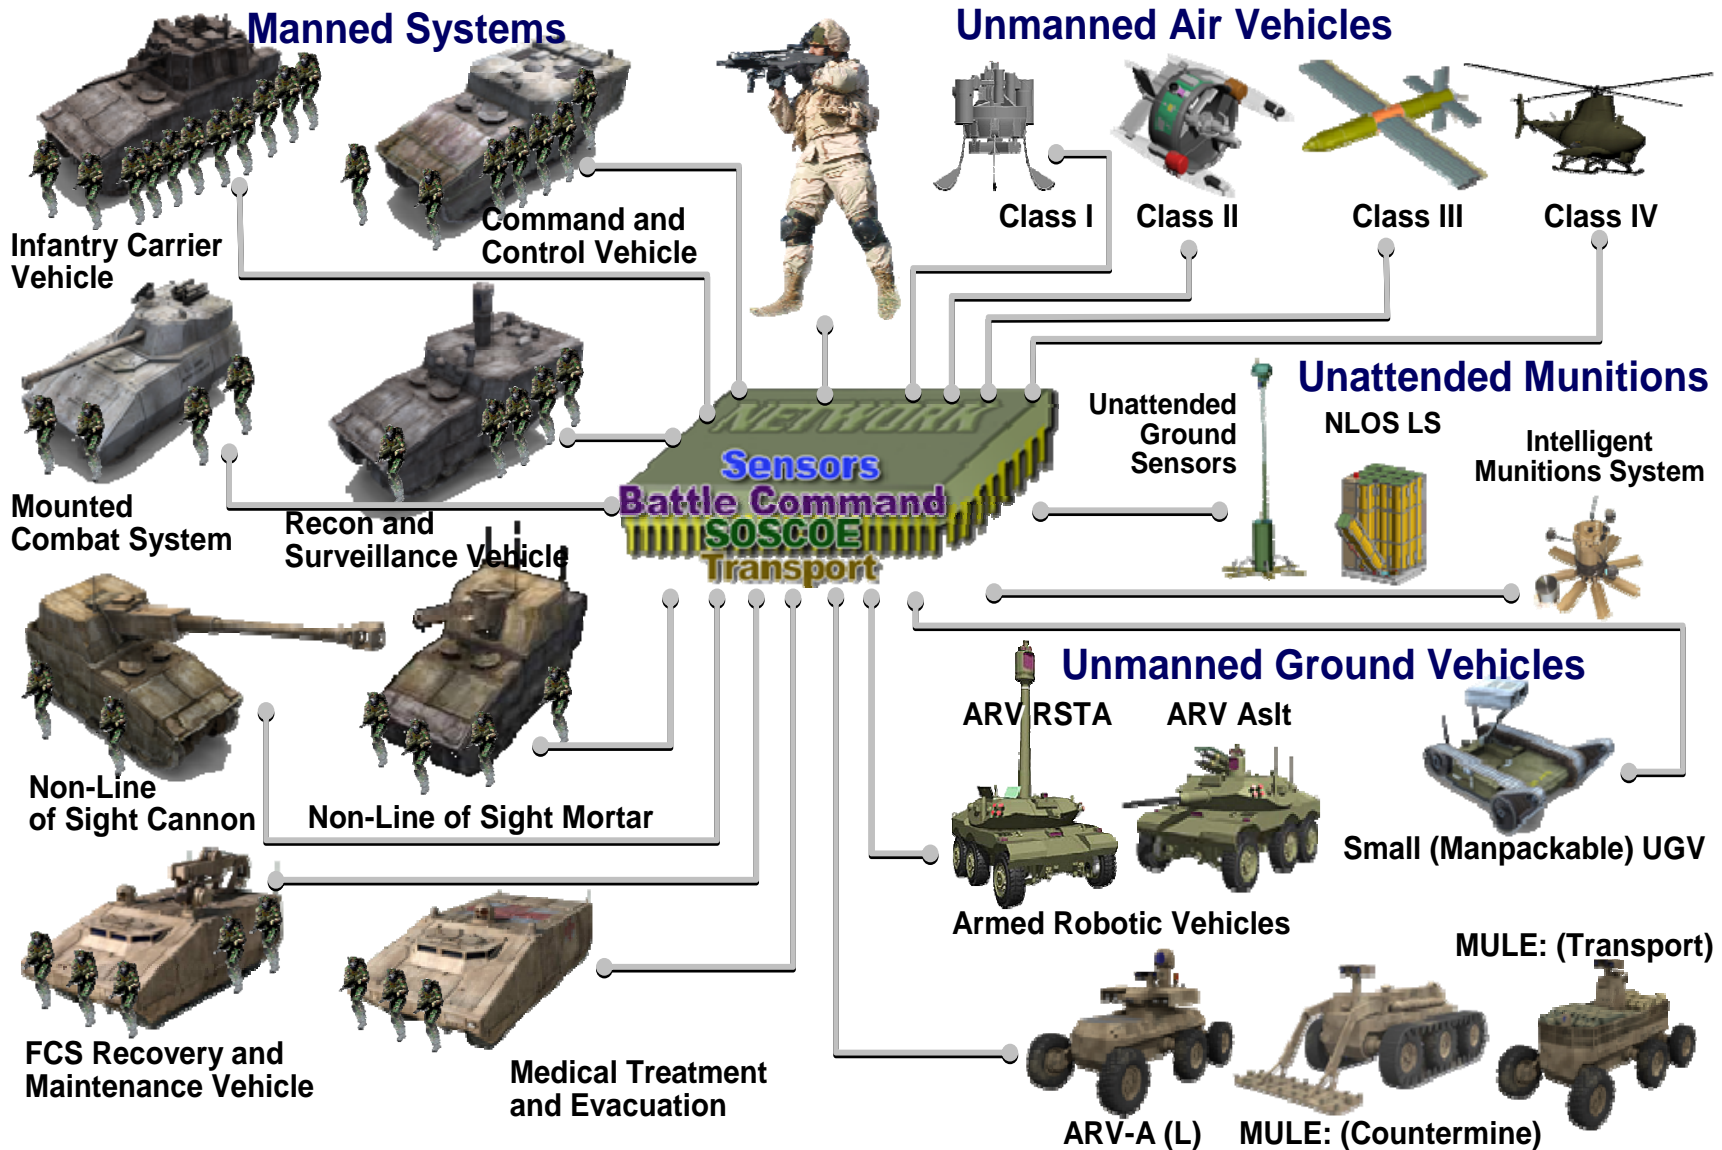 Manned Systems
Unmanned Air Vehicles
Infantry Carrier
Vehicle
Command and
Control Vehicle
Class I
Class II
Class III
Class IV
Mounted
Combat System
Recon and
Surveillance Vehicle
NETWORK
Sensors
Battle Command
SOSCOE
Transport
Unattended Munitions
Unattended
Ground
Sensors
NLOS LS
Intelligent
Munitions System
Non-Line
of Sight Cannon
Non-Line of Sight Mortar
Unmanned Ground Vehicles
ARV RSTA
ARV Aslt
Small (Manpackable) UGV
Armed Robotic Vehicles
FCS Recovery and
Maintenance Vehicle
Medical Treatment
and Evacuation
MULE: (Transport)
ARV-A (L)
MULE: (Countermine)